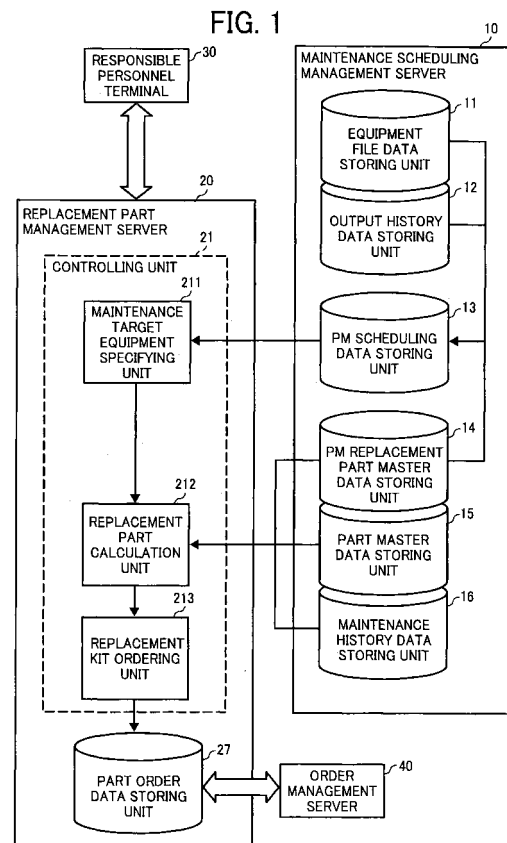 FIG. 1
30
RESPONSIBLE
PERSONNEL
TERMINAL
10
MAINTENANCE SCHEDULING
MANAGEMENT SERVER
11
EQUIPMENT
FILE DATA
STORING UNIT
12
OUTPUT HISTORY
DATA STORING
UNIT
13
PM SCHEDULING
DATA STORING
UNIT
14
PM REPLACEMENT
PART MASTER
DATA STORING
UNIT
15
PART MASTER
DATA STORING
UNIT
16
MAINTENANCE
HISTORY DATA
STORING UNIT
20
REPLACEMENT PART
MANAGEMENT SERVER
21
CONTROLLING UNIT
211
MAINTENANCE
TARGET
EQUIPMENT
SPECIFYING UNIT
212
REPLACEMENT
PART
CALCULATION
UNIT
213
REPLACEMENT
KIT ORDERING
UNIT
27
PART ORDER
DATA STORING
UNIT
40
ORDER
MANAGEMENT
SERVER